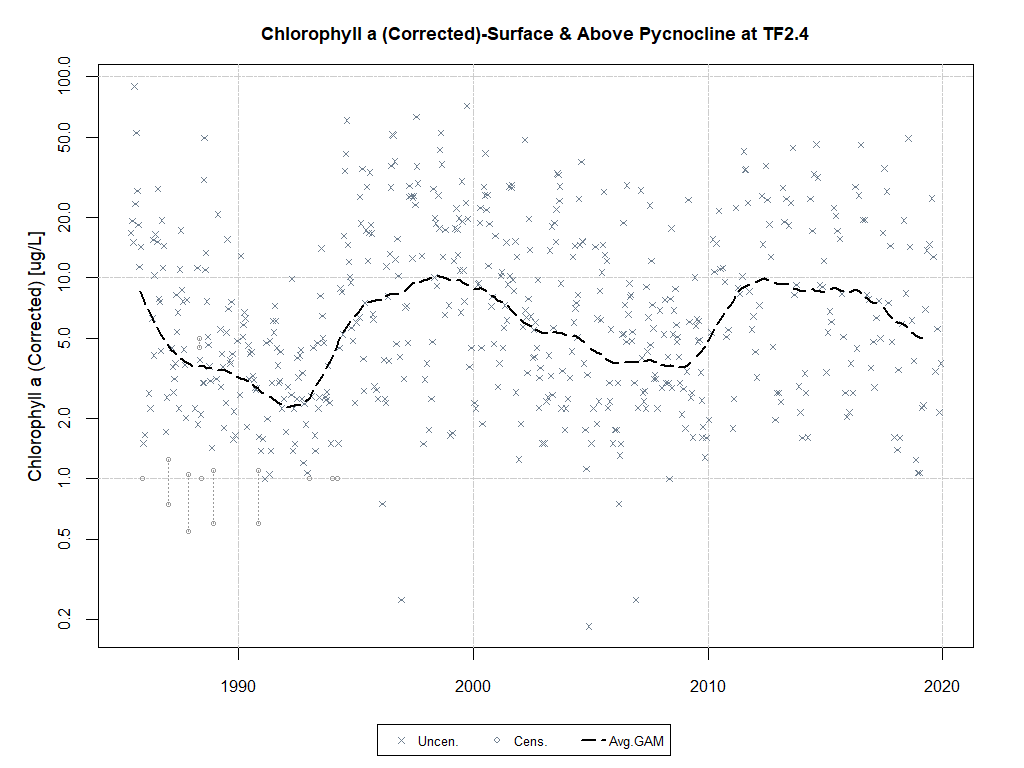 Chlorophyll a (Corrected)-Surface & Above Pycnocline at TF2.4
Chlorophyll a (Corrected) [ug/L]
100.0
50.0
20.0
10.0
5.0
2.0
1.0
0.5
0.2
1990 2000 2010 2020
Uncen. Cens. Avg.GAM